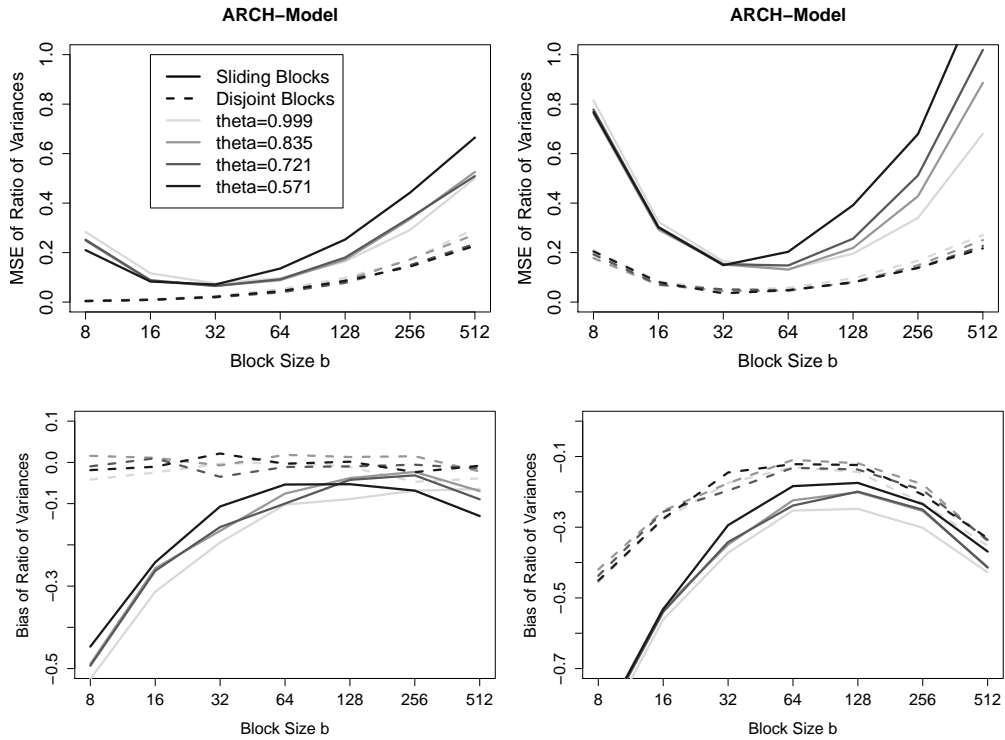 ARCH−Model
MSE of Ratio of Variances
1.0
0.8
0.6
0.4
0.2
0.0
Sliding Blocks
Disjoint Blocks
theta=0.999
theta=0.835
theta=0.721
theta=0.571
8 16 32 64 128 256 512
Block Size b
ARCH−Model
MSE of Ratio of Variances
1.0
0.8
0.6
0.4
0.2
0.0
8 16 32 64 128 256 512
Block Size b
Bias of Ratio of Variances
0.1
0.0
−0.1
−0.3
−0.5
8 16 32 64 128 256 512
Block Size b
Bias of Ratio of Variances
−0.1
−0.3
−0.5
−0.7
8 16 32 64 128 256 512
Block Size b